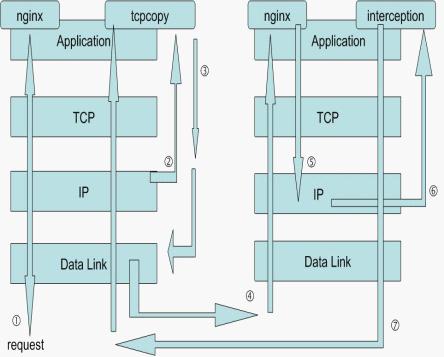 nginx tcpcopy nginx interception
Application Application
③
TCP TCP
② ⑤
IP IP ⑥
Data Link Data Link
④
① ⑦
request